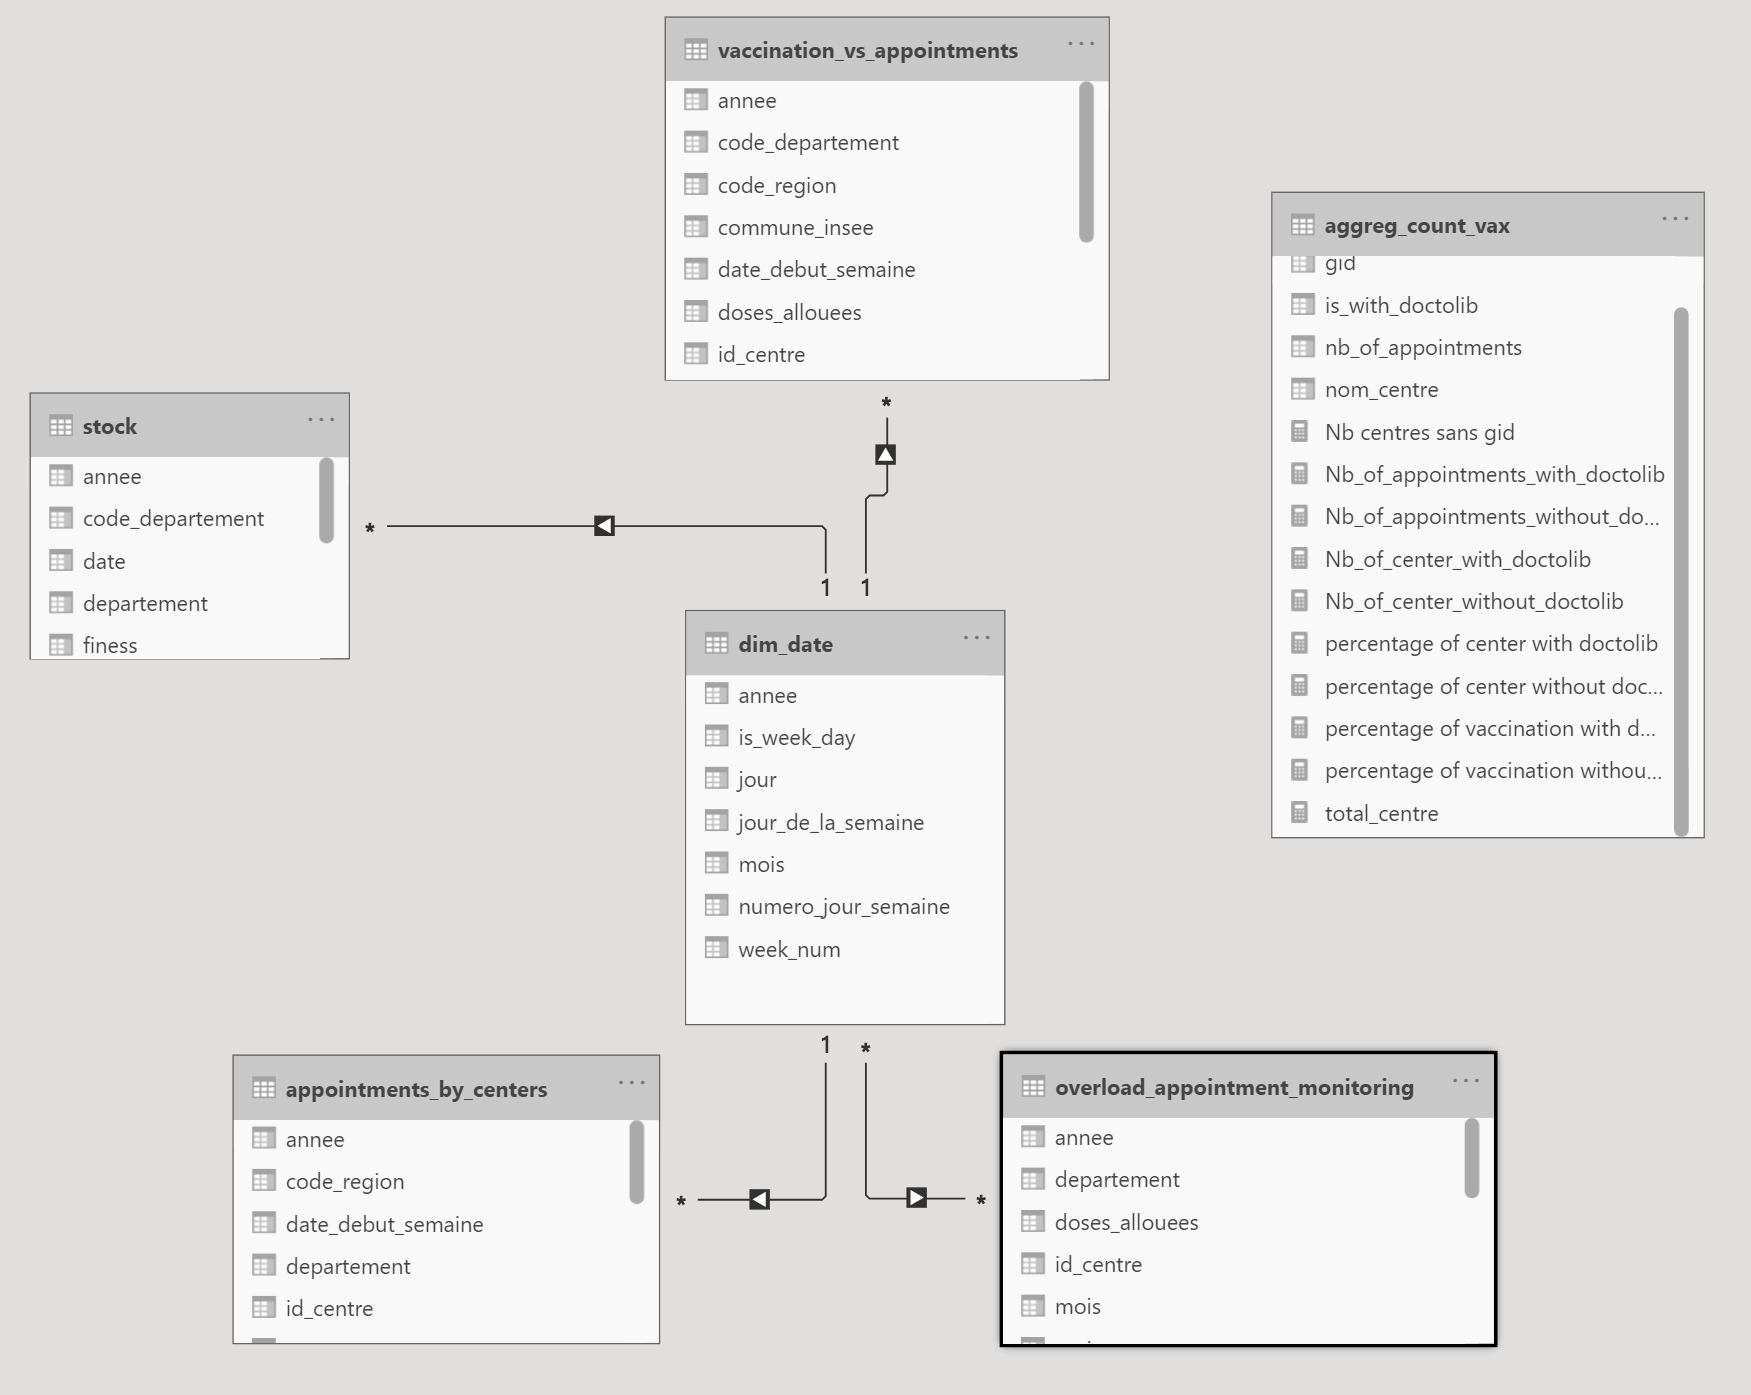 vaccination_vs_appointments
...
annee
code_departement
code_region
commune_insee
date_debut_semaine
doses_allouees
id_centre
aggreg_count_vax
...
gid
is_with_doctolib
nb_of_appointments
nom_centre
Nb centres sans gid
Nb_of_appointments_with_doctolib
Nb_of_appointments_without_do...
Nb_of_center_with_doctolib
Nb_of_center_without_doctolib
percentage of center with doctolib
percentage of center without doc...
percentage of vaccination with d...
percentage of vaccination withou...
total_centre
stock
...
annee
code_departement
date
departement
finess
*
*
1
1
dim_date
...
annee
is_week_day
jour
jour_de_la_semaine
mois
numero_jour_semaine
week_num
1
*
*
*
appointments_by_centers
...
annee
code_region
date_debut_semaine
departement
id_centre
overload_appointment_monitoring
...
annee
departement
doses_allouees
id_centre
mois